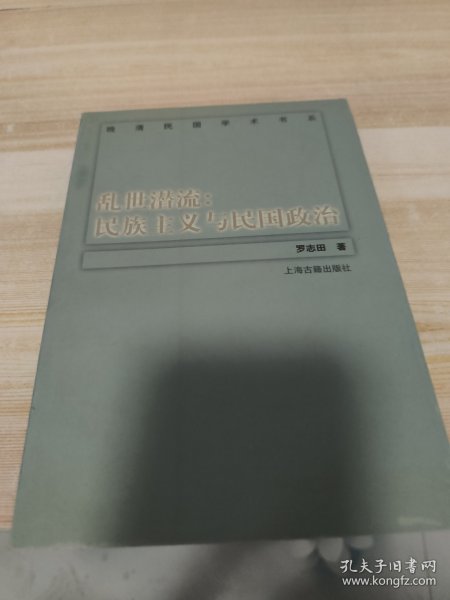 晚清民国学术书系
乱世潜流：
民族主义与民国政治
罗志田 著
上海古籍出版社
孔夫子旧书网
www.kongfz.com